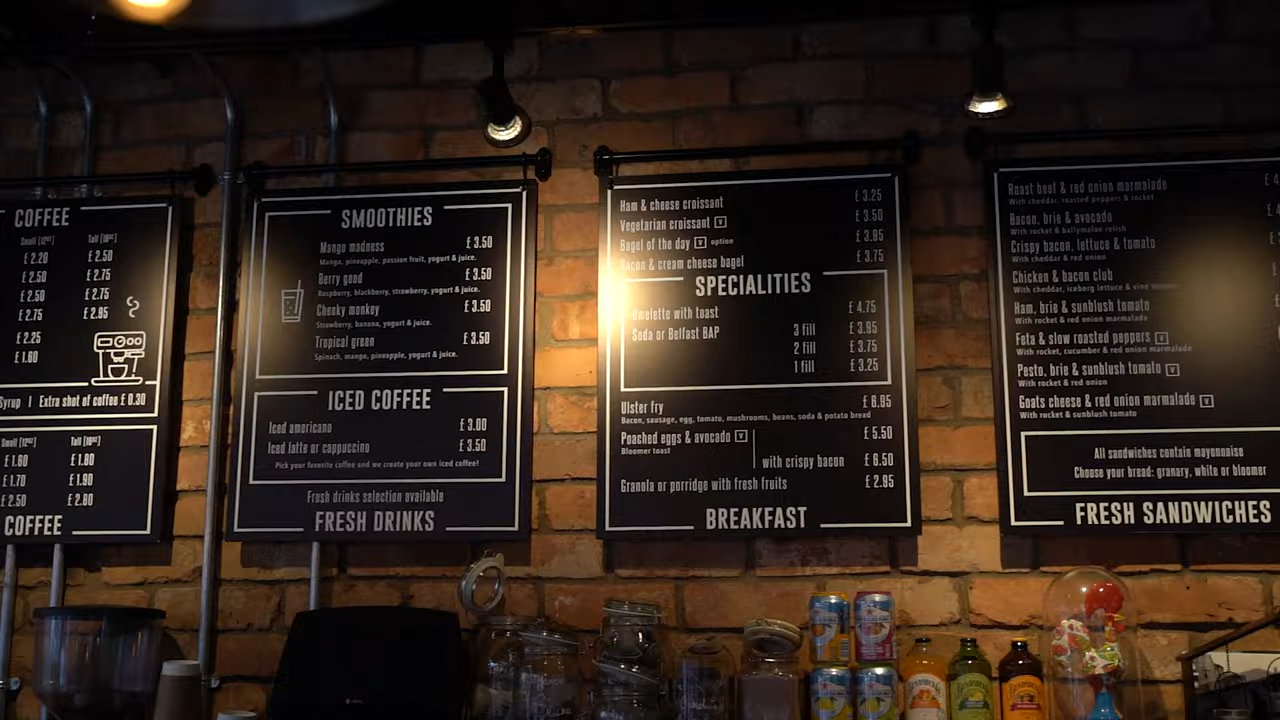 COFFEE
Small [12oz] Tall [16oz]
£ 2.20 £ 2.50
£ 2.50 £ 2.75
£ 2.50 £ 2.75
£ 2.75 £ 2.95
£ 2.25
£ 1.60
Syrup | Extra shot of coffee £ 0.30
Small [12oz] Tall [16oz]
£ 1.60 £ 1.80
£ 1.70 £ 1.90
£ 2.50 £ 2.80
COFFEE
SMOOTHIES
Mango madness £ 3.50
Mango, pineapple, passion fruit, yogurt & juice.
Berry good £ 3.50
Raspberry, blackberry, strawberry, yogurt & juice.
Cheeky monkey £ 3.50
Strawberry, banana, yogurt & juice.
Tropical green £ 3.50
Spinach, mango, pineapple, yogurt & juice.
ICED COFFEE
Iced americano £ 3.00
Iced latte or cappuccino £ 3.50
Pick your favorite coffee and we create your own iced coffee!
Fresh drinks selection available
FRESH DRINKS
Ham & cheese croissant £ 3.25
Vegetarian croissant V £ 3.50
Bagel of the day V option £ 3.95
Bacon & cream cheese bagel £ 3.75
SPECIALITIES
Omelette with toast £ 4.75
Soda or Belfast BAP 3 fill £ 3.95
2 fill £ 3.75
1 fill £ 3.25
Ulster fry £ 6.95
Bacon, sausage, egg, tomato, mushrooms, beans, soda & potato bread
Poached eggs & avocado V £ 5.50
Bloomer toast
with crispy bacon £ 6.50
Granola or porridge with fresh fruits £ 2.95
BREAKFAST
Roast beef & red onion marmalade £ 4
With cheddar, roasted peppers & rocket
Bacon, brie & avocado
With rocket & ballymaloe relish
Crispy bacon, lettuce & tomato
With cheddar & red onion
Chicken & bacon club
With cheddar, iceberg lettuce & vine
Ham, brie & sunblush tomato
With rocket & red onion marmalade
Feta & slow roasted peppers V
With rocket, cucumber & red onion marmalade
Pesto, brie & sunblush tomato V
With rocket & red onion
Goats cheese & red onion marmalade V
With rocket & sunblush tomato
All sandwiches contain mayonnaise
Choose your bread: granary, white or bloomer
FRESH SANDWICHES